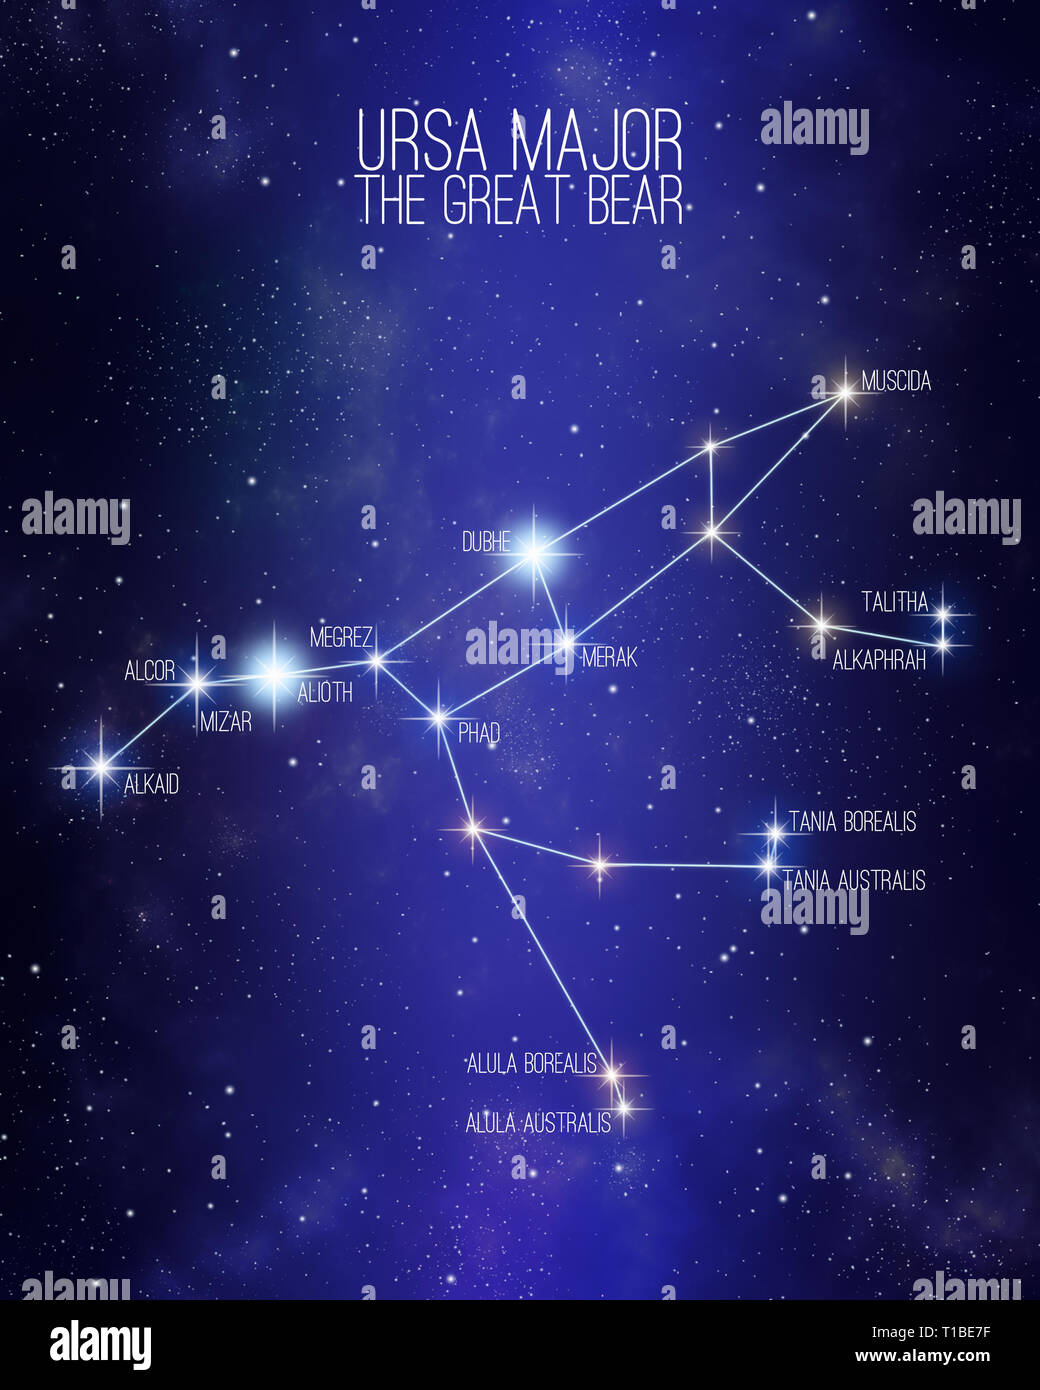 URSA MAJOR
THE GREAT BEAR
alamy
a a
a a a
a a
MUSCIDA
a a a
alamy alamy
DUBHE
TALITHA
a a a
MEGREZ
ALCOR
MERAK
ALKAPHRAH
ALIOTH
MIZAR
PHAD
a a a
ALKAID
TANIA BOREALIS
TANIA AUSTRALIS
a a alamy
a a a
ALULA BOREALIS
ALULA AUSTRALIS
a a a
alamy alamy
alamy
Image ID: T1BE7F
www.alamy.com